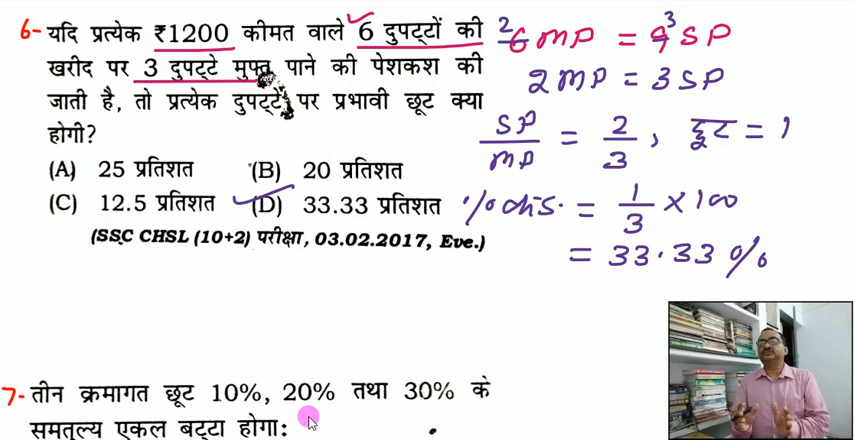 6- यदि प्रत्येक ₹1200 कीमत वाले 6 दुपट्टों की
खरीद पर 3 दुपट्टे मुफ्त पाने की पेशकश की
जाती है, तो प्रत्येक दुपट्टे पर प्रभावी छूट क्या
होगी?
(A) 25 प्रतिशत (B) 20 प्रतिशत
(C) 12.5 प्रतिशत (D) 33.33 प्रतिशत
(SSC CHSL (10+2) परीक्षा, 03.02.2017, Eve.)
2 6 MP = 9 3 SP
2MP = 3SP
SP/MP = 2/3, छूट = 1
% dis. = 1/3 × 100
= 33.33 %
7- तीन क्रमागत छूट 10%, 20% तथा 30% के
समतुल्य एकल बट्टा होगा: